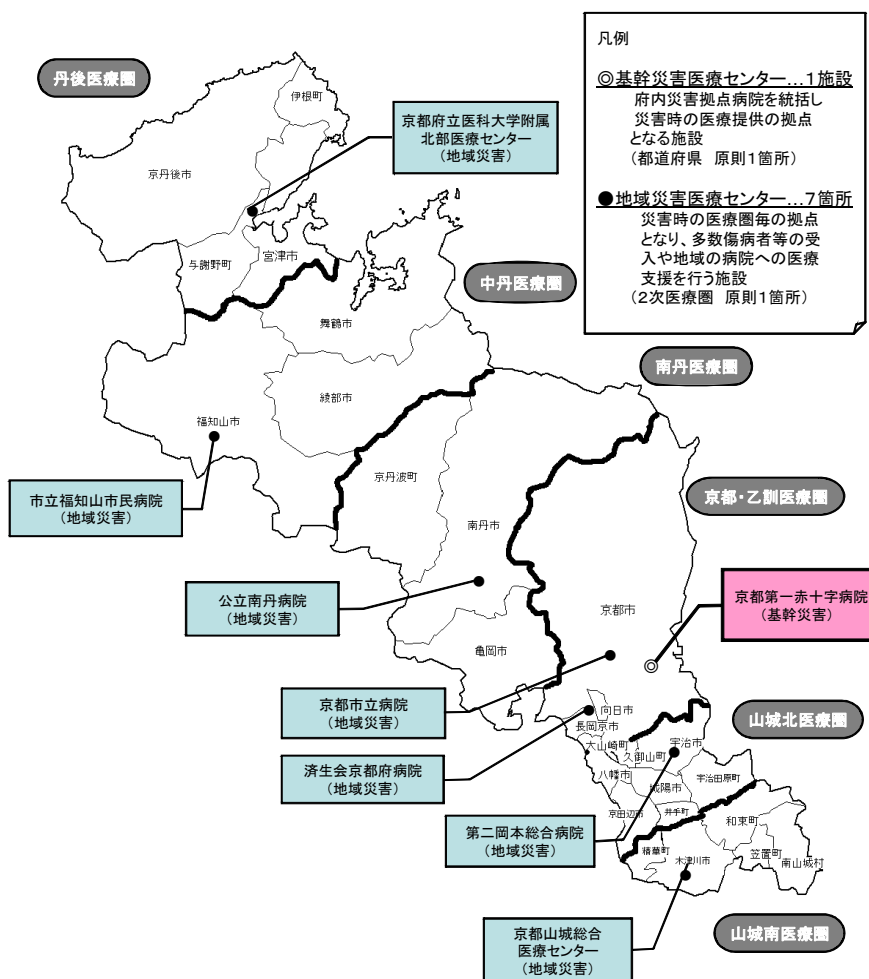 凡例
◎基幹災害医療センター…１施設
府内災害拠点病院を統括し
災害時の医療提供の拠点
となる施設
（都道府県 原則１箇所）
●地域災害医療センター…７箇所
災害時の医療圏毎の拠点
となり、多数傷病者等の受
入や地域の病院への医療
支援を行う施設
（２次医療圏 原則１箇所）
丹後医療圏
伊根町
京都府立医科大学附属
北部医療センター
（地域災害）
京丹後市
与謝野町
宮津市
中丹医療圏
舞鶴市
南丹医療圏
綾部市
福知山市
京丹波町
市立福知山市民病院
（地域災害）
京都・乙訓医療圏
南丹市
公立南丹病院
（地域災害）
京都市
京都第一赤十字病院
（基幹災害）
亀岡市
京都市立病院
（地域災害）
向日市
長岡京市
山城北医療圏
大山崎町
久御山町
宇治市
済生会京都府病院
（地域災害）
八幡市
城陽市
宇治田原町
京田辺市
井手町
第二岡本総合病院
（地域災害）
和束町
精華町
木津川市
笠置町
南山城村
京都山城総合
医療センター
（地域災害）
山城南医療圏